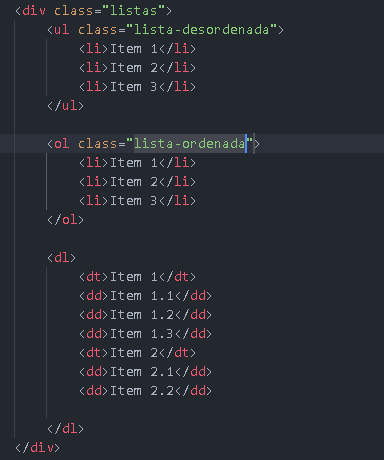 <div class="listas">
    <ul class="lista-desordenada">
        <li>Item 1</li>
        <li>Item 2</li>
        <li>Item 3</li>
    </ul>

    <ol class="lista-ordenada">
        <li>Item 1</li>
        <li>Item 2</li>
        <li>Item 3</li>
    </ol>

    <dl>
        <dt>Item 1</dt>
        <dd>Item 1.1</dd>
        <dd>Item 1.2</dd>
        <dd>Item 1.3</dd>
        <dt>Item 2</dt>
        <dd>Item 2.1</dd>
        <dd>Item 2.2</dd>

    </dl>
</div>